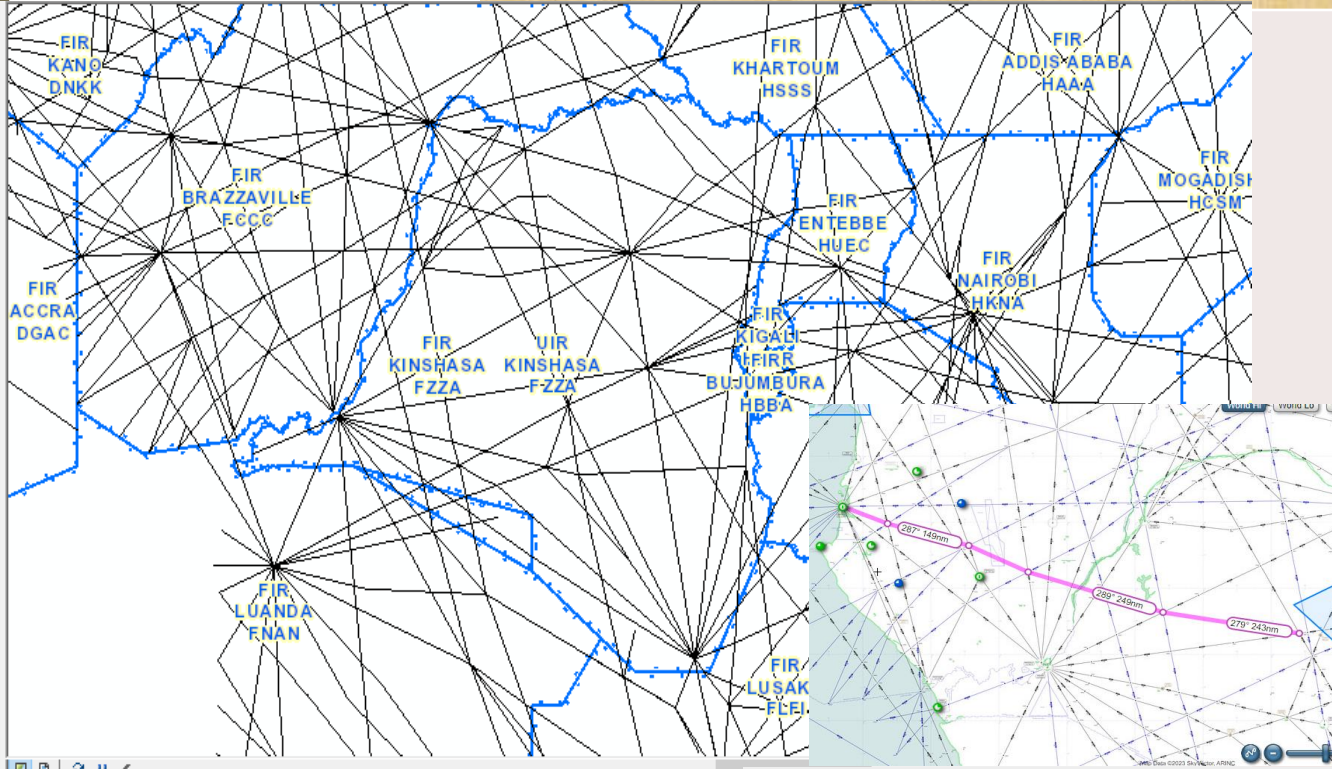 FIR
KANO
DNKK
FIR
KHARTOUM
HSSS
FIR
ADDIS ABABA
HAAA
FIR
MOGADISH
HCSM
FIR
BRAZZAVILLE
FCCC
FIR
ENTEBBE
HUEC
FIR
NAIROBI
HKNA
FIR
ACCRA
DGAC
FIR
KINSHASA
FZZA
UIR
KINSHASA
FZZA
FIR
KIGALI
BUJUMBURA
HBBA
FIR
LUANDA
FNAN
FIR
LUSAK
FLFI
World Hi
World Lo
287° 149nm
289° 249nm
279° 243nm
Map Data ©2023 SkyVector, ARINC